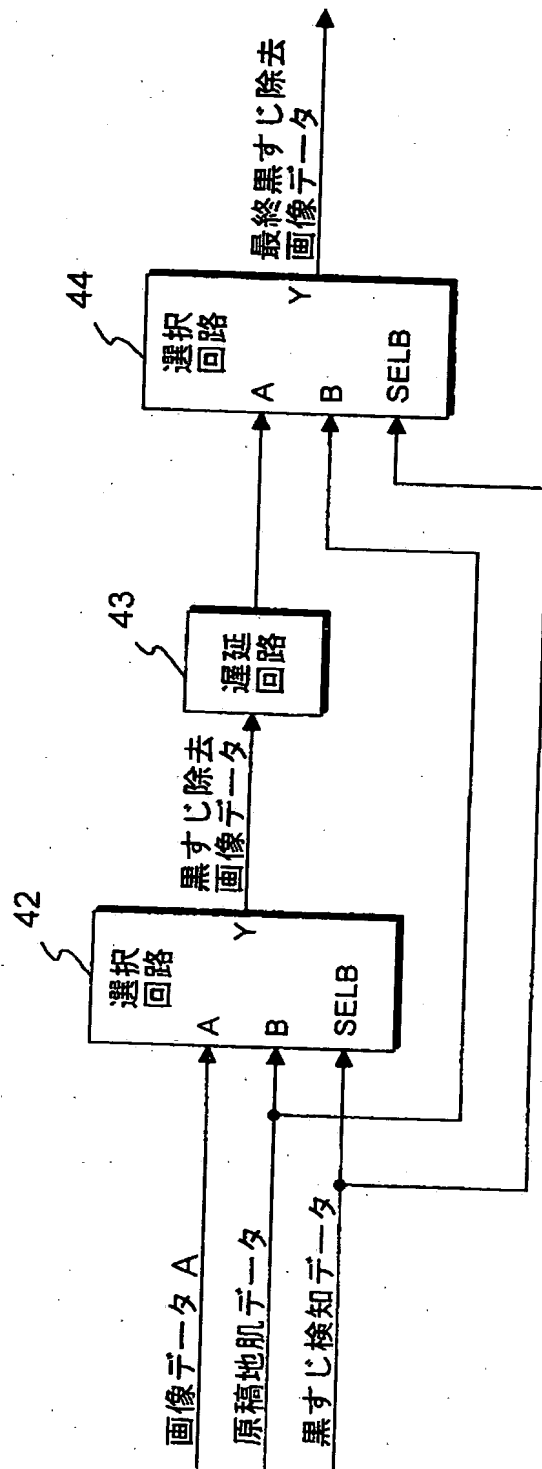 画像データ A
原稿地肌データ
黒すじ検知データ
42
選択
回路
A
B
SELB
Y
黒すじ除去
画像データ
43
遅延
回路
44
選択
回路
A
B
SELB
Y
最終黒すじ除去
画像データ